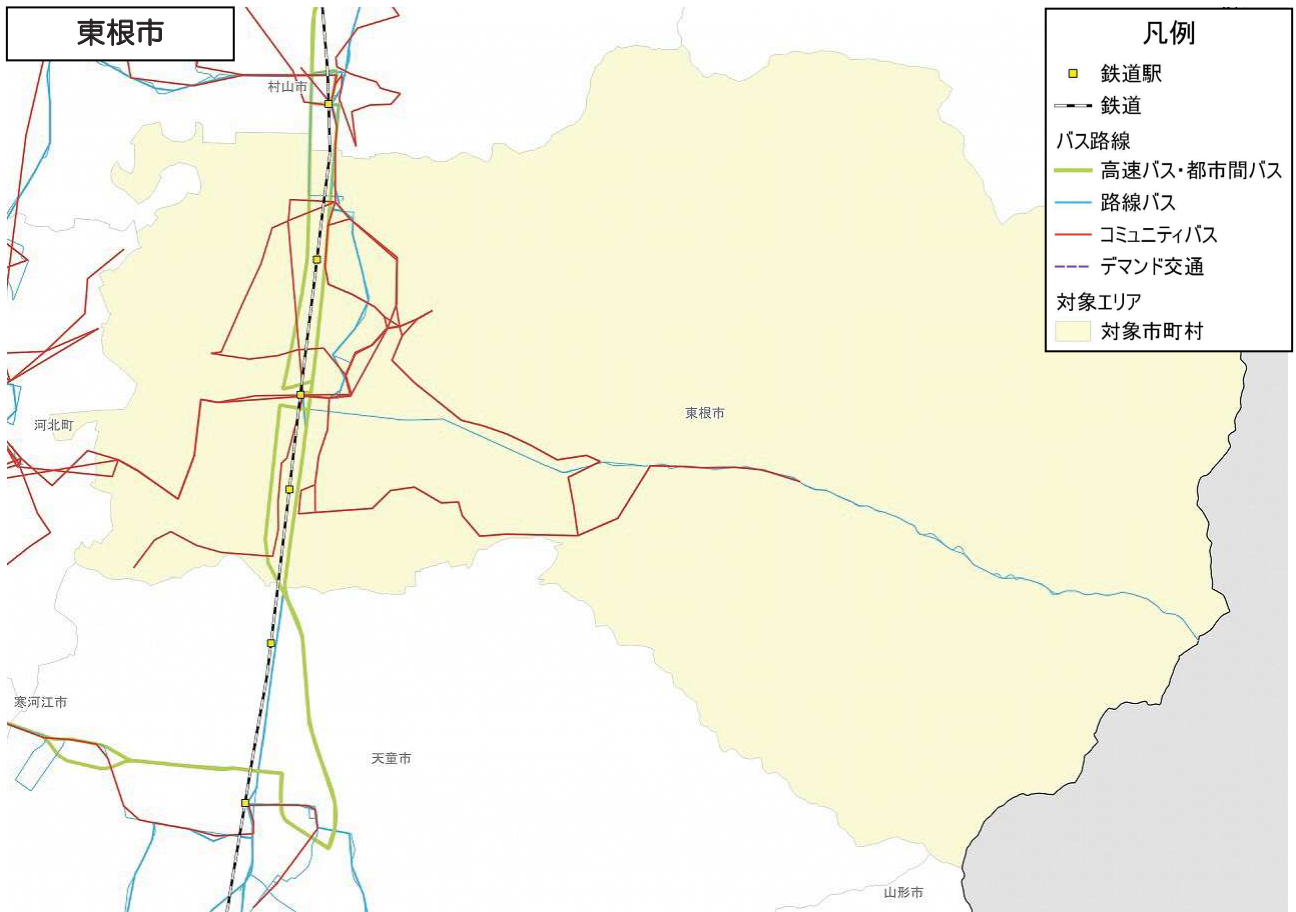 東根市
凡例
鉄道駅
鉄道
バス路線
高速バス・都市間バス
路線バス
コミュニティバス
デマンド交通
対象エリア
対象市町村
村山市
河北町
東根市
寒河江市
天童市
山形市